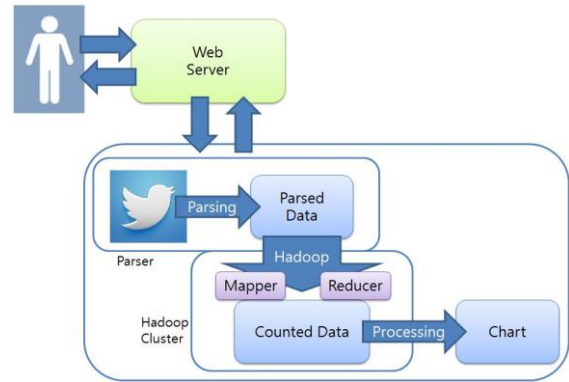 Web
Server
Parsing
Parsed
Data
Parser
Hadoop
Mapper
Reducer
Hadoop
Cluster
Counted Data
Processing
Chart